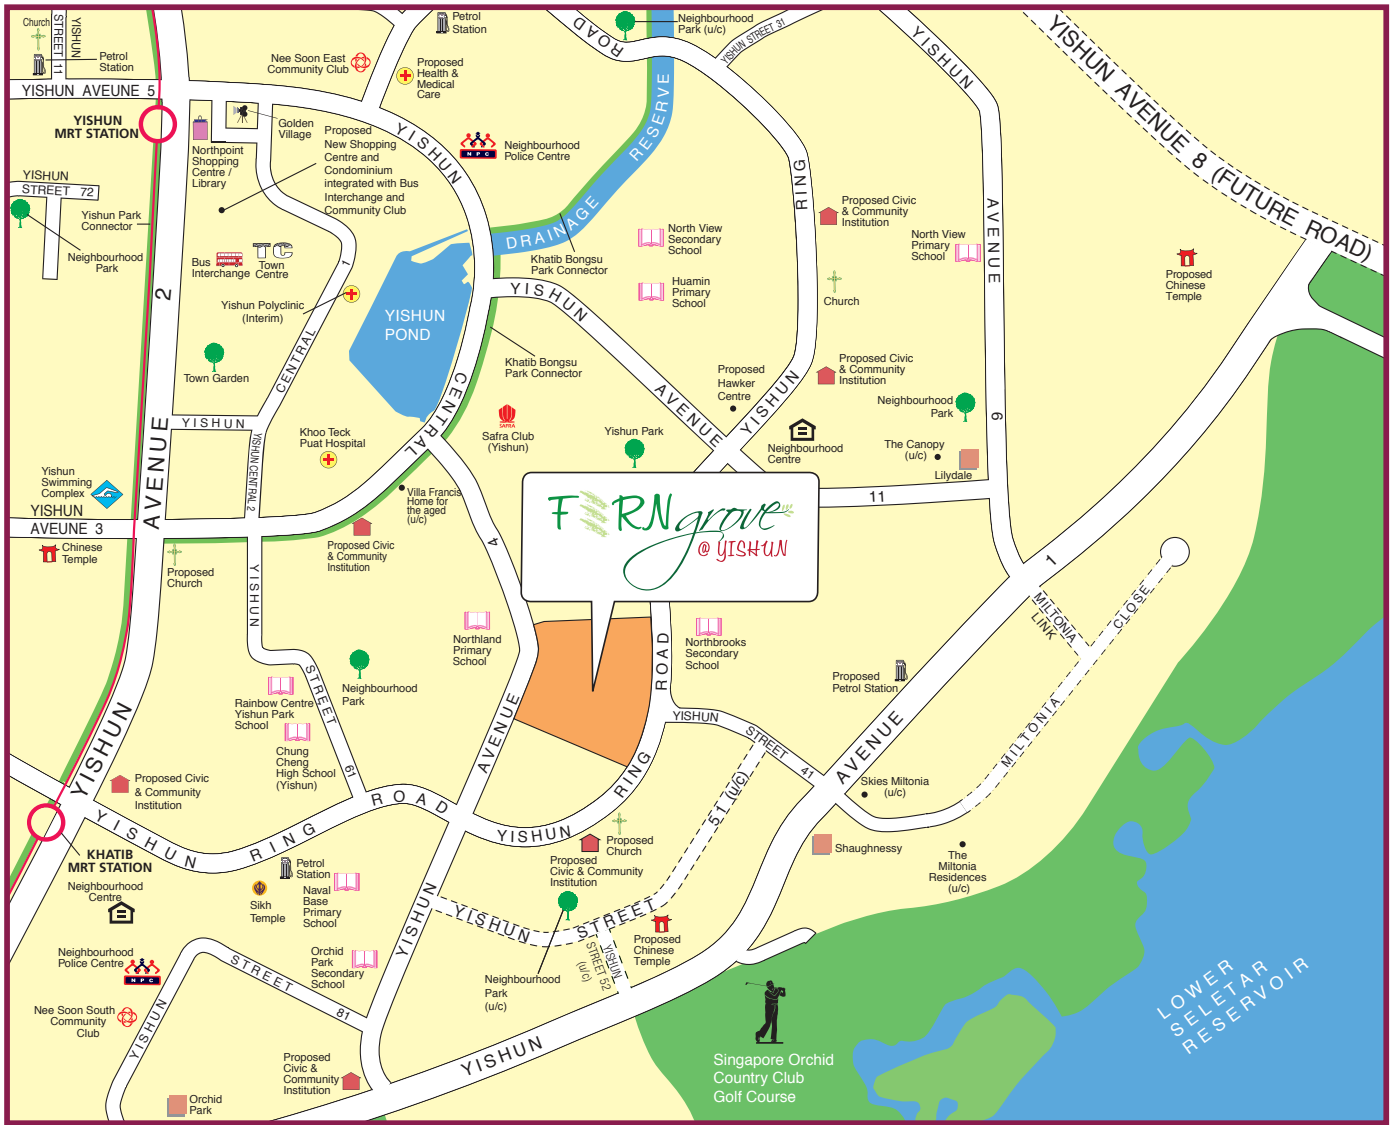 Church
YISHUN
STREET 11
Petrol
Station
YISHUN AVEUNE 5
YISHUN
MRT STATION
YISHUN
STREET 72
Yishun Park
Connector
Neighbourhood
Park
Northpoint
Shopping
Centre /
Library
Golden
Village
Proposed
New Shopping
Centre and
Condominium
integrated with Bus
Interchange and
Community Club
Nee Soon East
Community Club
Petrol
Station
Proposed
Health &
Medical
Care
NPC
Neighbourhood
Police Centre
Neighbourhood
Park (u/c)
ROAD
YISHUN STREET 31
YISHUN
AVENUE
6
YISHUN AVENUE 8 (FUTURE ROAD)
DRAINAGE RESERVE
Khatib Bongsu
Park Connector
North View
Secondary
School
Huamin
Primary
School
RING
YISHUN
Proposed Civic
& Community
Institution
North View
Primary
School
Church
Proposed
Chinese
Temple
Bus
Interchange
TC
Town
Centre
Yishun Polyclinic
(Interim)
Town Garden
YISHUN
CENTRAL
1
YISHUN CENTRAL 2
YISHUN
CENTRAL
YISHUN
POND
Khatib Bongsu
Park Connector
YISHUN
AVENUE
11
Proposed
Hawker
Centre
Proposed Civic
& Community
Institution
Neighbourhood
Park
Neighbourhood
Centre
The Canopy
(u/c)
Lilydale
SAFRA
Safra Club
(Yishun)
Yishun Park
Khoo Teck
Puat Hospital
Villa Francis
Home for
the aged
(u/c)
Proposed Civic
& Community
Institution
Yishun
Swimming
Complex
YISHUN
AVEUNE 3
Chinese
Temple
Proposed
Church
YISHUN
AVENUE
2
FERNgrove
@ YISHUN
YISHUN
STREET
61
YISHUN
AVENUE
4
Northland
Primary
School
Neighbourhood
Park
Rainbow Centre
Yishun Park
School
Chung
Cheng
High School
(Yishun)
Northbrooks
Secondary
School
YISHUN
RING
ROAD
YISHUN
STREET
41
Proposed
Petrol Station
YISHUN
AVENUE
1
MILTONIA
LINK
MILTONIA
CLOSE
Skies Miltonia
(u/c)
Shaughnessy
The
Miltonia
Residences
(u/c)
Proposed Civic
& Community
Institution
KHATIB
MRT STATION
YISHUN
RING
ROAD
Neighbourhood
Centre
Petrol
Station
Sikh
Temple
Naval
Base
Primary
School
Proposed
Church
Proposed
Civic & Community
Institution
YISHUN
STREET
51 (u/c)
YISHUN
STREET 52
(u/c)
Proposed
Chinese
Temple
Neighbourhood
Park
(u/c)
Neighbourhood
Police Centre
NPC
Nee Soon South
Community
Club
YISHUN
STREET
81
Orchid
Park
Secondary
School
Proposed
Civic &
Community
Institution
Orchid
Park
Singapore Orchid
Country Club
Golf Course
LOWER
SELETAR
RESERVOIR